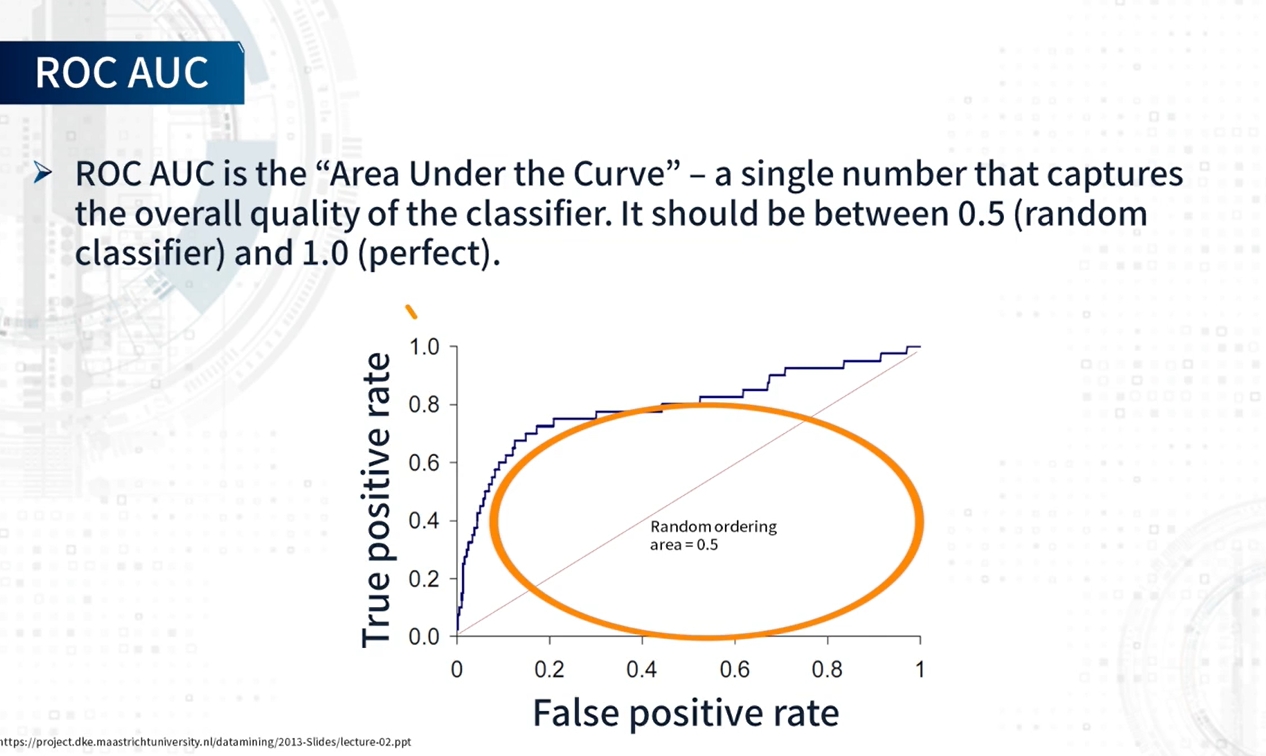 ROC AUC
ROC AUC is the “Area Under the Curve” – a single number that captures
the overall quality of the classifier. It should be between 0.5 (random
classifier) and 1.0 (perfect).
True positive rate
1.0
0.8
0.6
0.4
0.2
0.0
Random ordering
area = 0.5
0 0.2 0.4 0.6 0.8 1
False positive rate
https://project.dke.maastrichtuniversity.nl/datamining/2013-Slides/lecture-02.ppt